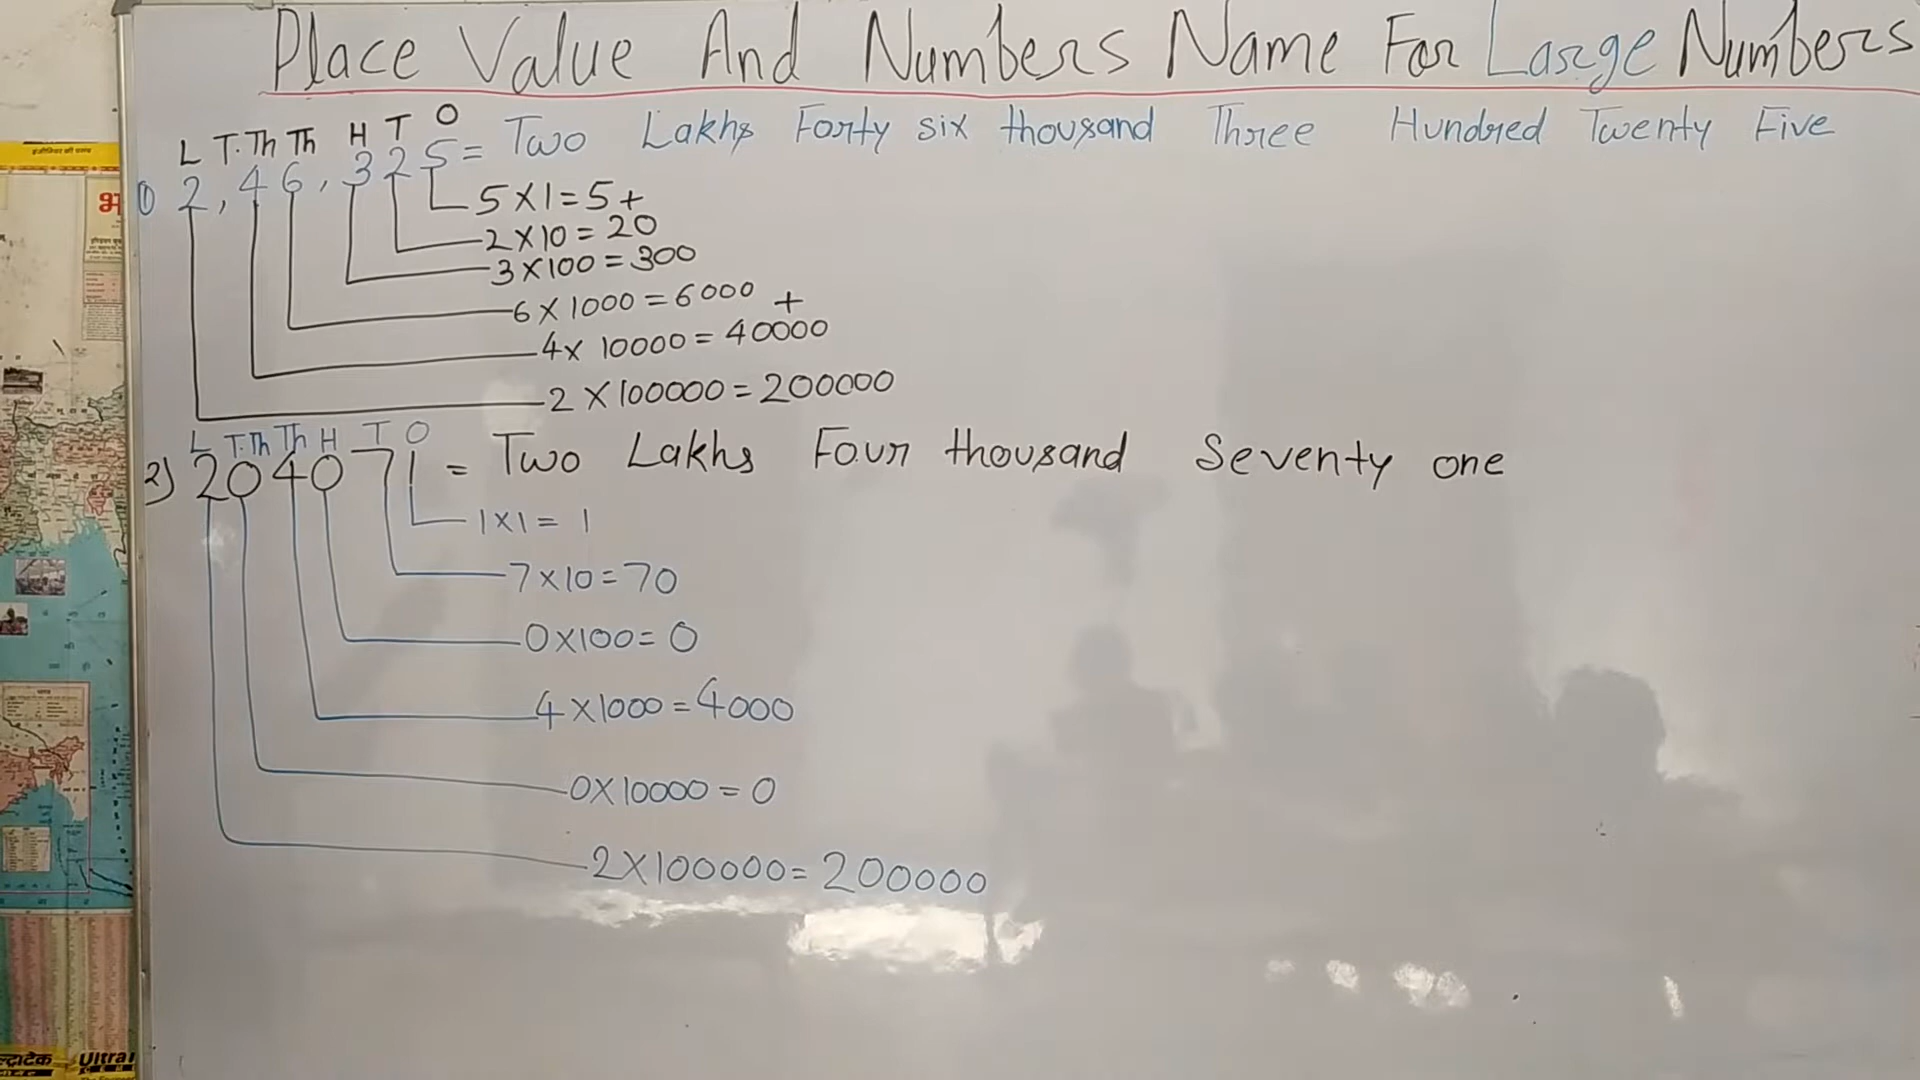 Place Value And Numbers Name For Large Numbers
L T.Th Th H T O
① 2,46,325 = Two Lakhs Forty six thousand Three Hundred Twenty Five
5×1=5+
2×10=20
3×100=300
6×1000=6000 +
4×10000=40000
2×100000=200000
L T.Th Th H T O
2) 204071 = Two Lakhs Four thousand Seventy one
1×1=1
7×10=70
0×100=0
4×1000=4000
0×10000=0
2×100000=200000
Ultra